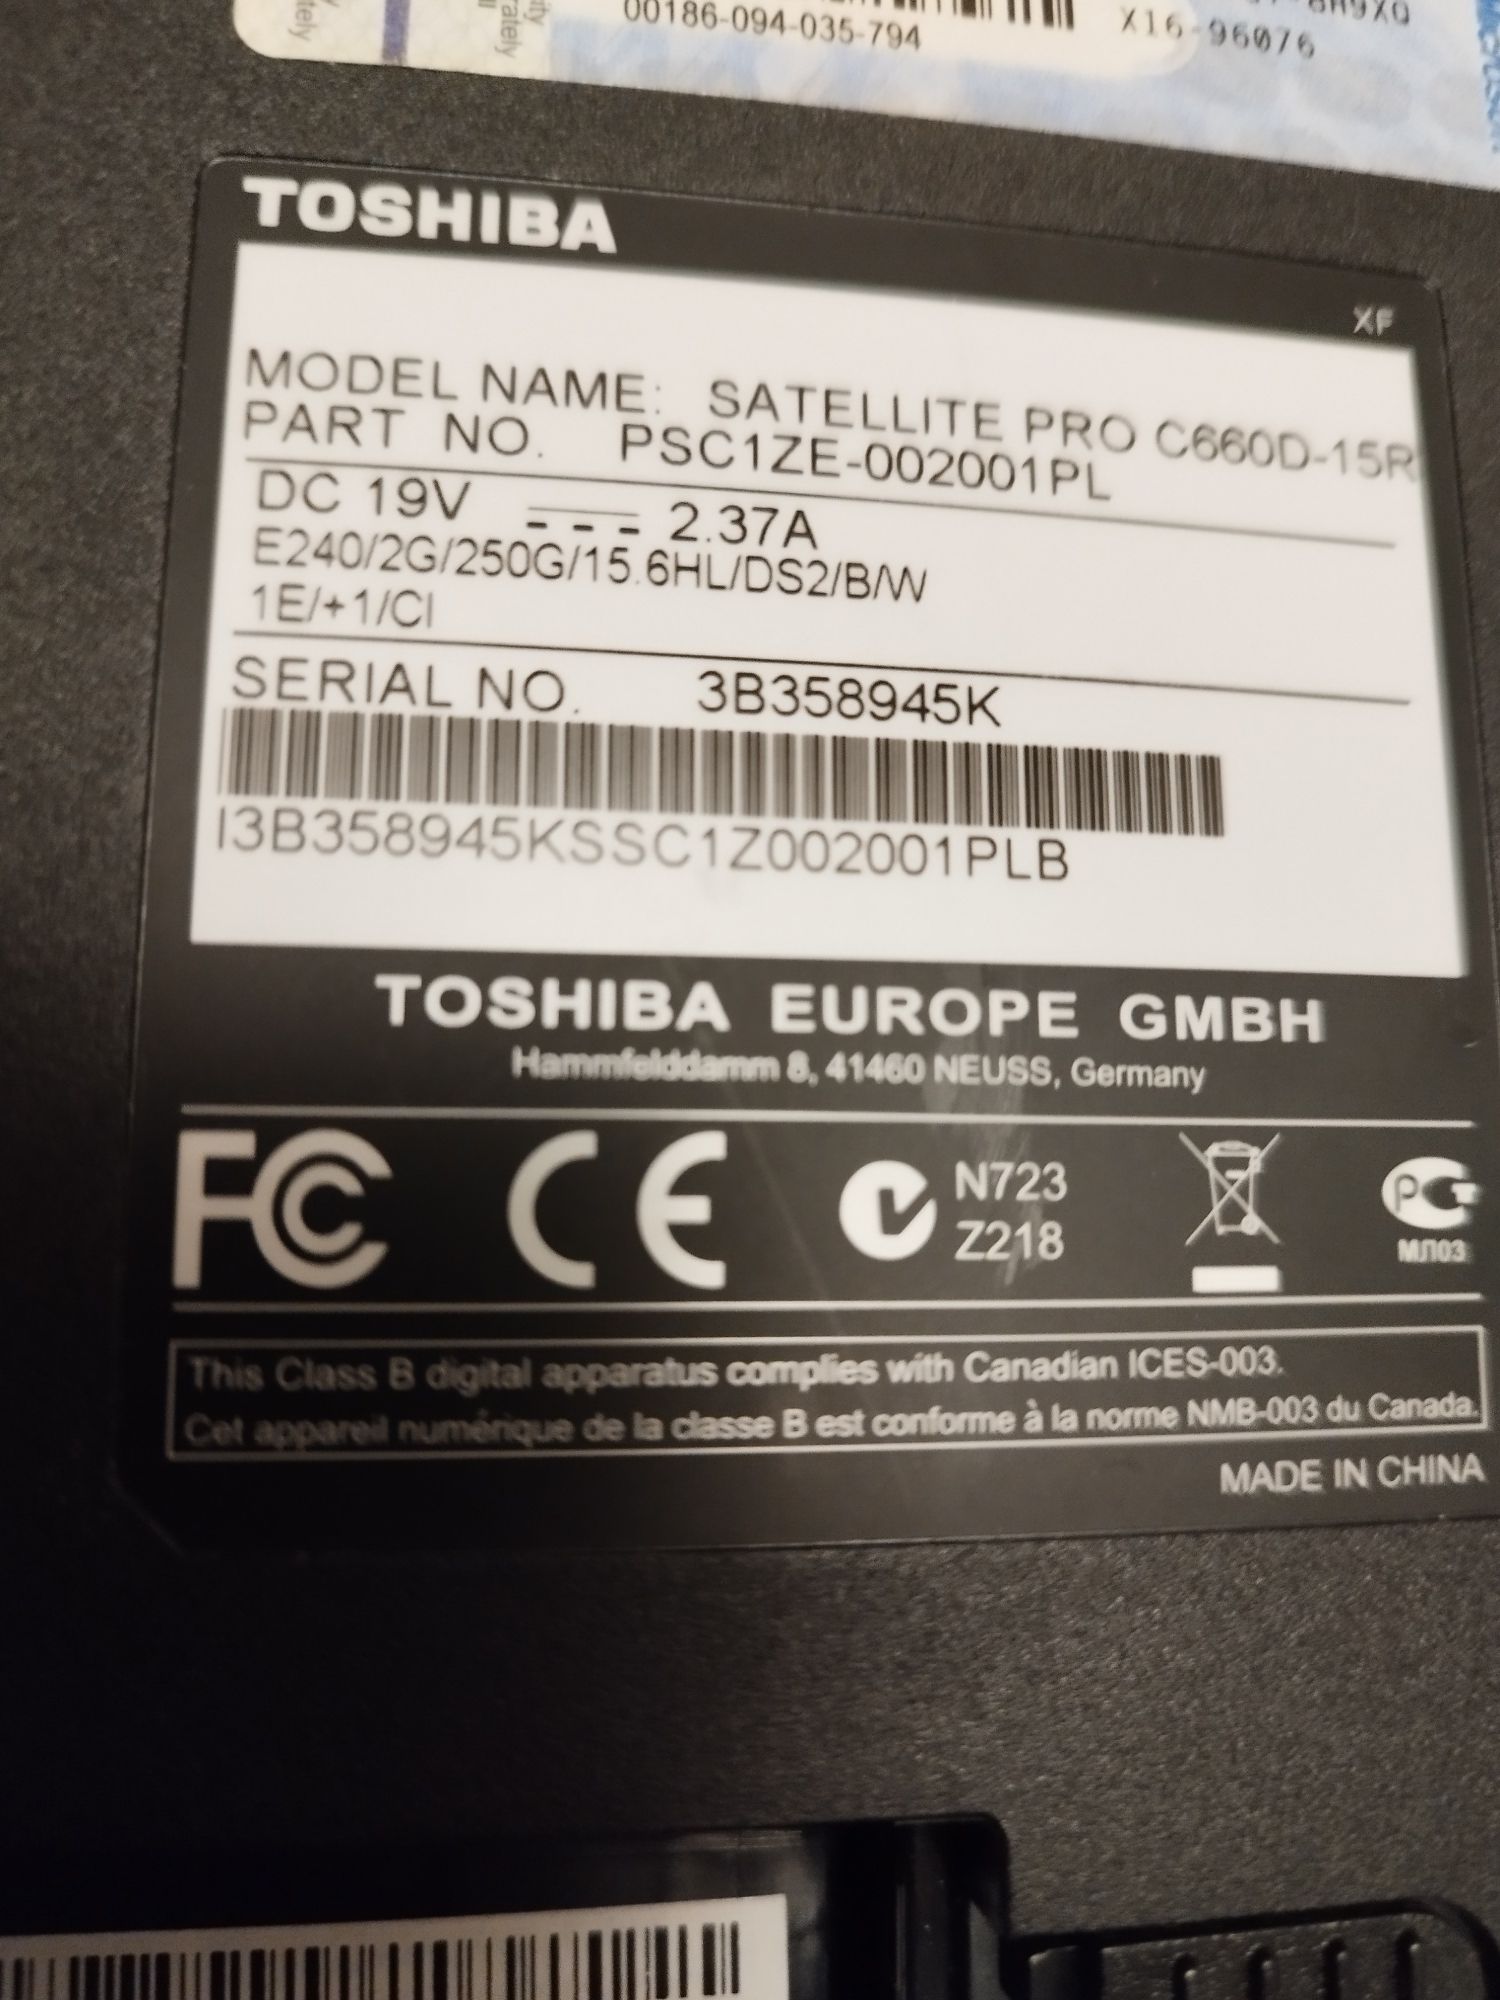 rately
00186-094-035-794
X16-96076
TOSHIBA
XF
MODEL NAME: SATELLITE PRO C660D-15R
PART NO. PSC1ZE-002001PL
DC 19V 2.37A
E240/2G/250G/15.6HL/DS2/B/W
1E/+1/CI
SERIAL NO. 3B358945K
I3B358945KSSC1Z002001PLB
TOSHIBA EUROPE GMBH
Hammfelddamm 8, 41460 NEUSS, Germany
FC CE N723
Z218
МЛ03
This Class B digital apparatus complies with Canadian ICES-003.
Cet appareil numérique de la classe B est conforme à la norme NMB-003 du Canada.
MADE IN CHINA